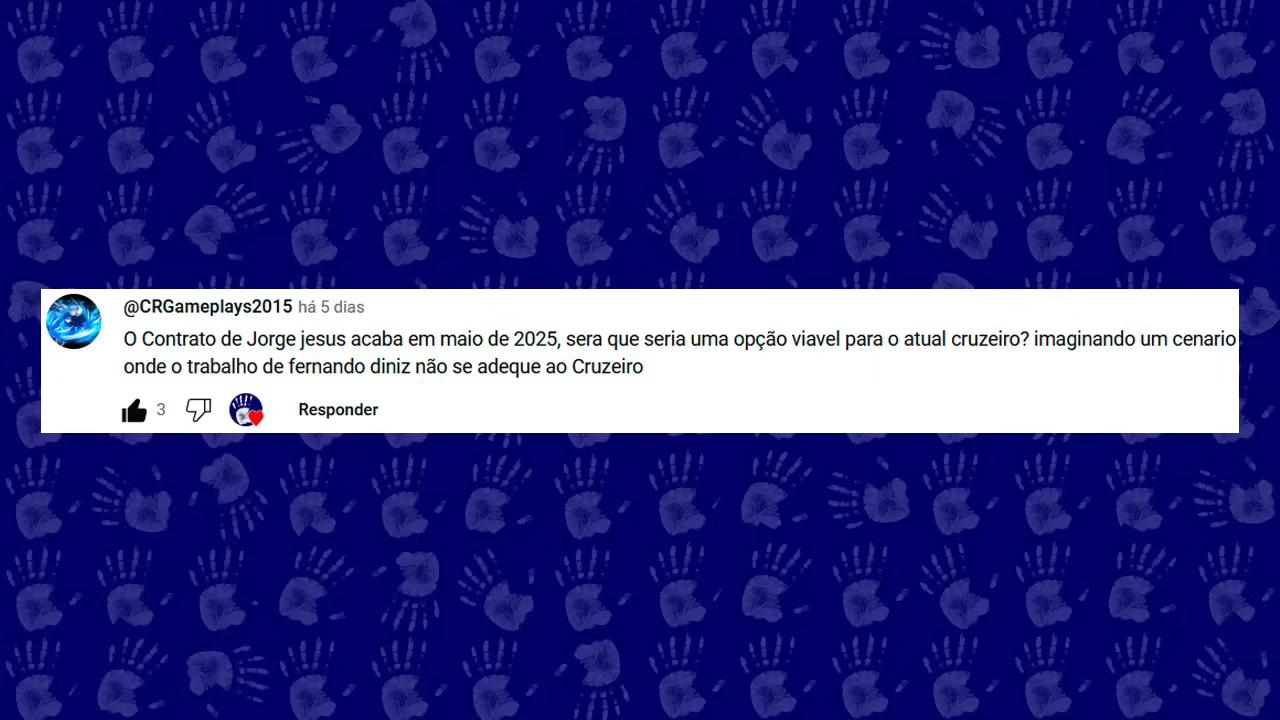 @CRGameplays2015 há 5 dias
O Contrato de Jorge jesus acaba em maio de 2025, sera que seria uma opção viavel para o atual cruzeiro? imaginando um cenario
onde o trabalho de fernando diniz não se adeque ao Cruzeiro
3 Responder